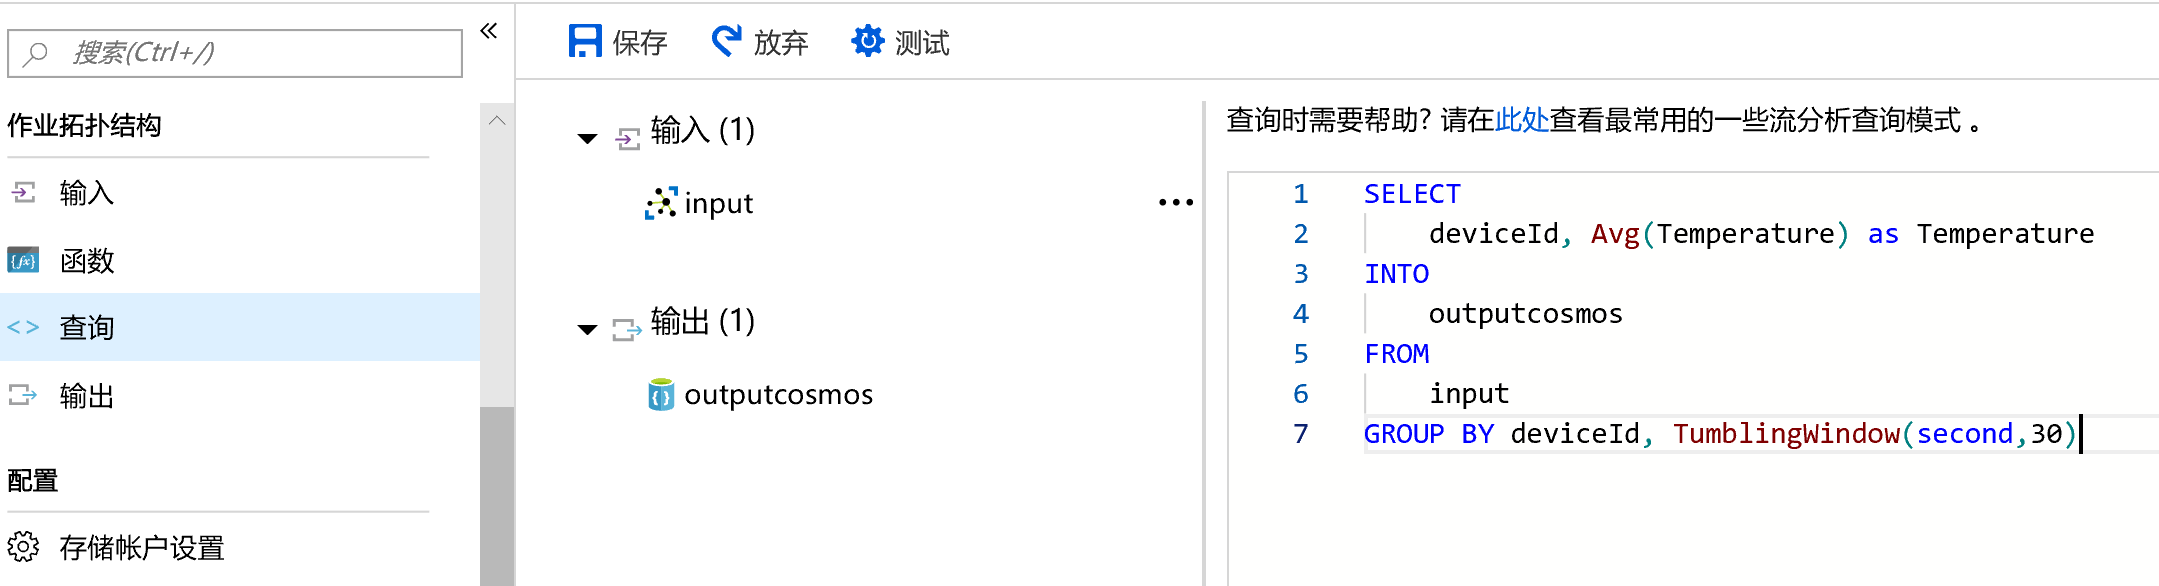 搜索(Ctrl+/)
«
作业拓扑结构
输入
函数
查询
输出
配置
存储帐户设置
保存
放弃
测试
输入 (1)
input
...
输出 (1)
outputcosmos
查询时需要帮助? 请在此处查看最常用的一些流分析查询模式 。
1 SELECT
2 deviceId, Avg(Temperature) as Temperature
3 INTO
4 outputcosmos
5 FROM
6 input
7 GROUP BY deviceId, TumblingWindow(second,30)